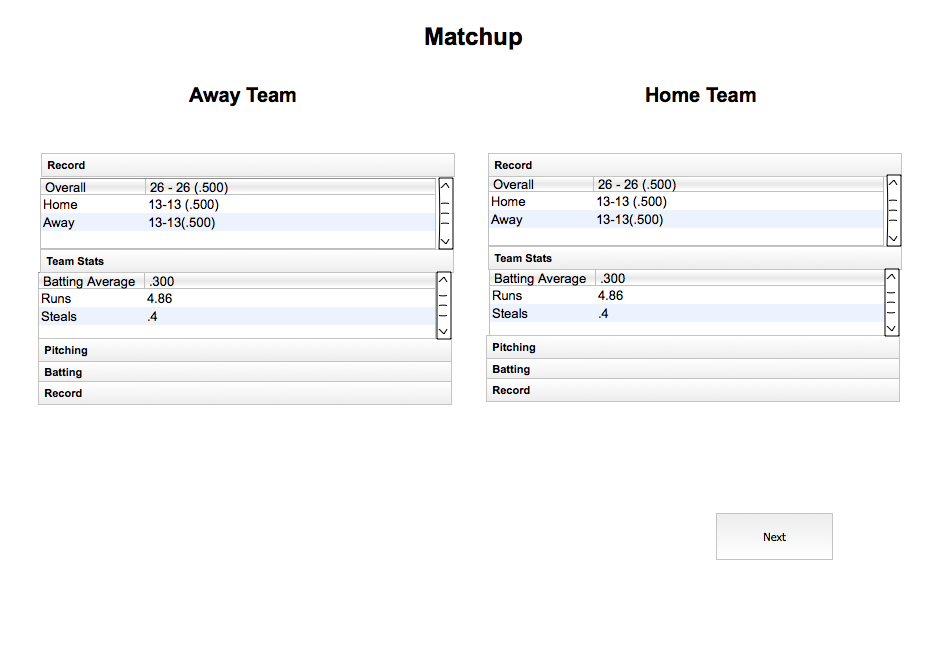 Matchup
Away Team
Record
Overall 26 - 26 (.500)
Home 13-13 (.500)
Away 13-13(.500)
Team Stats
Batting Average .300
Runs 4.86
Steals .4
Pitching
Batting
Record
Home Team
Record
Overall 26 - 26 (.500)
Home 13-13 (.500)
Away 13-13(.500)
Team Stats
Batting Average .300
Runs 4.86
Steals .4
Pitching
Batting
Record
Next